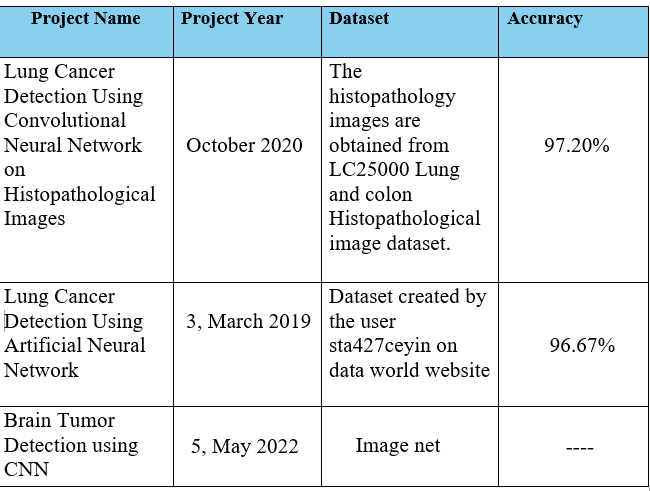 Project Name
Project Year
Dataset
Accuracy
Lung Cancer
Detection Using
Convolutional
Neural Network
on
Histopathological
Images
October 2020
The
histopathology
images are
obtained from
LC25000 Lung
and colon
Histopathological
image dataset.
97.20%
Lung Cancer
Detection Using
Artificial Neural
Network
3, March 2019
Dataset created by
the user
sta427ceyin on
data world website
96.67%
Brain Tumor
Detection using
CNN
5, May 2022
Image net
----